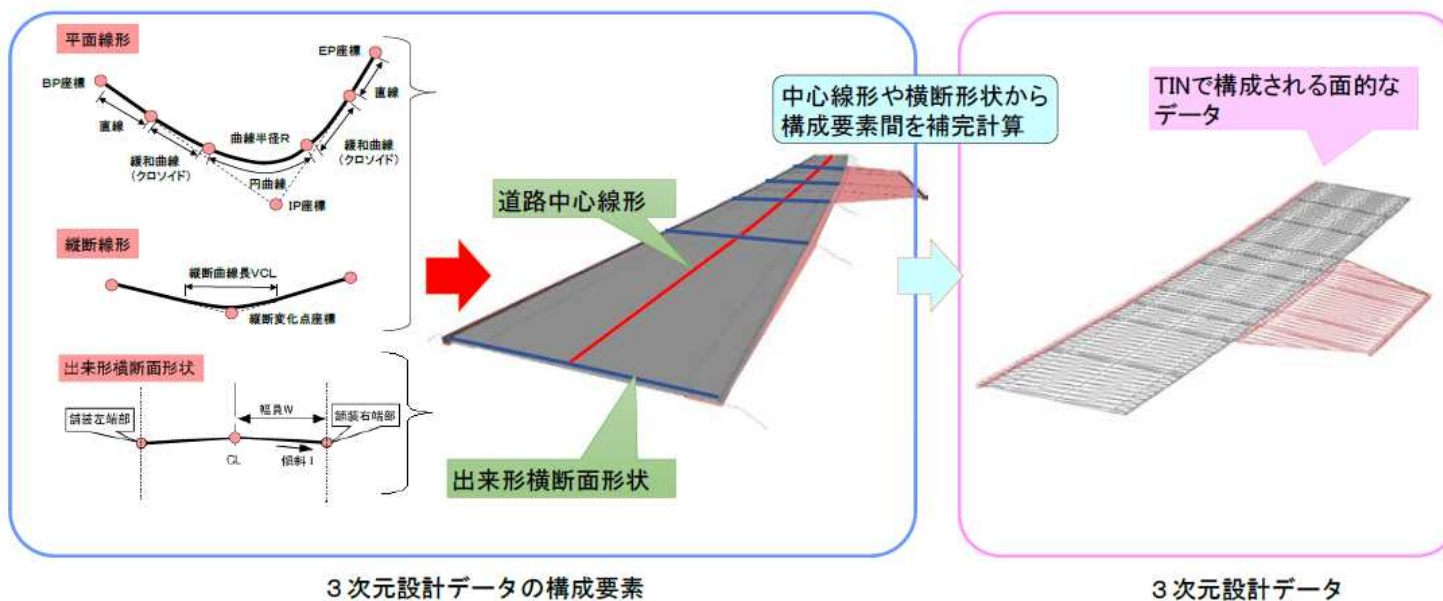 平面線形
EP座標
BP座標
直線
直線
曲線半径R
緩和曲線
(クロソイド)
緩和曲線
(クロソイド)
円曲線
IP座標
縦断線形
縦断曲線長VCL
縦断変化点座標
出来形横断面形状
幅員W
舗装左端部
舗装右端部
CL
傾斜 i
道路中心線形
出来形横断面形状
中心線形や横断形状から
構成要素間を補完計算
TINで構成される面的な
データ
3次元設計データの構成要素
3次元設計データ